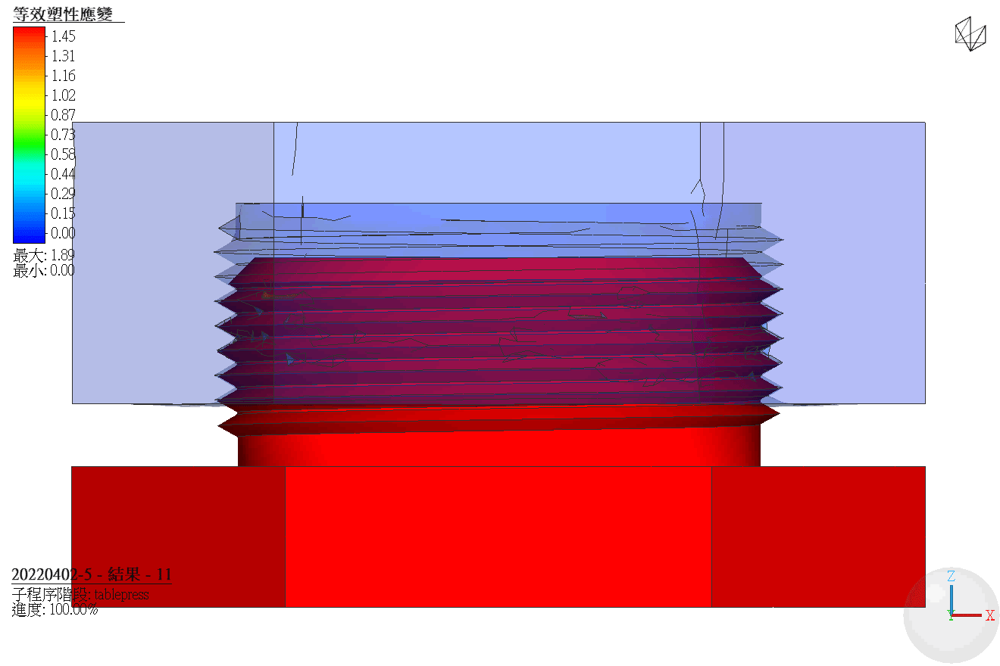 等效塑性應變
1.45
1.31
1.16
1.02
0.87
0.73
0.58
0.44
0.29
0.15
0.00
最大: 1.89
最小: 0.00
20220402-5 - 結果 - 11
子程序階段: tablepress
進度: 100.00%
Z
Y
X